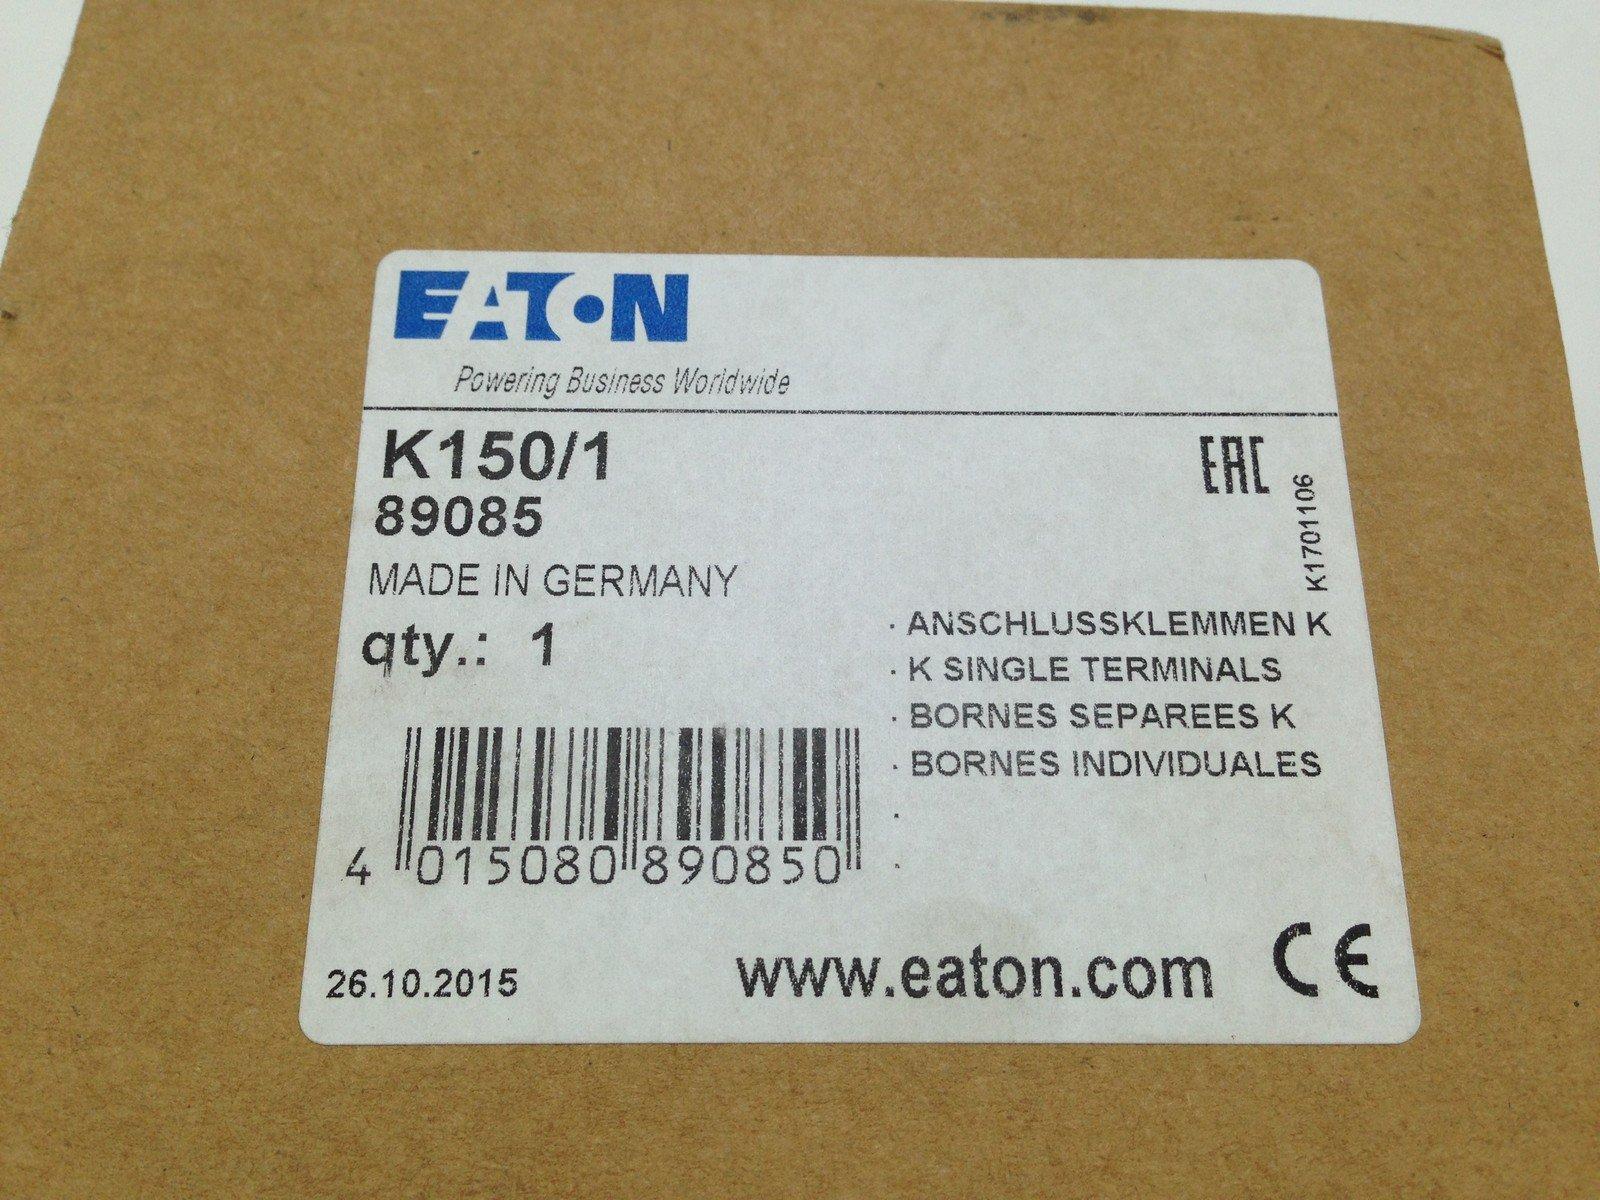 EATON
Powering Business Worldwide
K150/1
89085
MADE IN GERMANY
qty.: 1
EAC
K1701106
· ANSCHLUSSKLEMMEN K
· K SINGLE TERMINALS
· BORNES SEPAREES K
· BORNES INDIVIDUALES
·
·
4 015080 890850
26.10.2015
www.eaton.com
CE